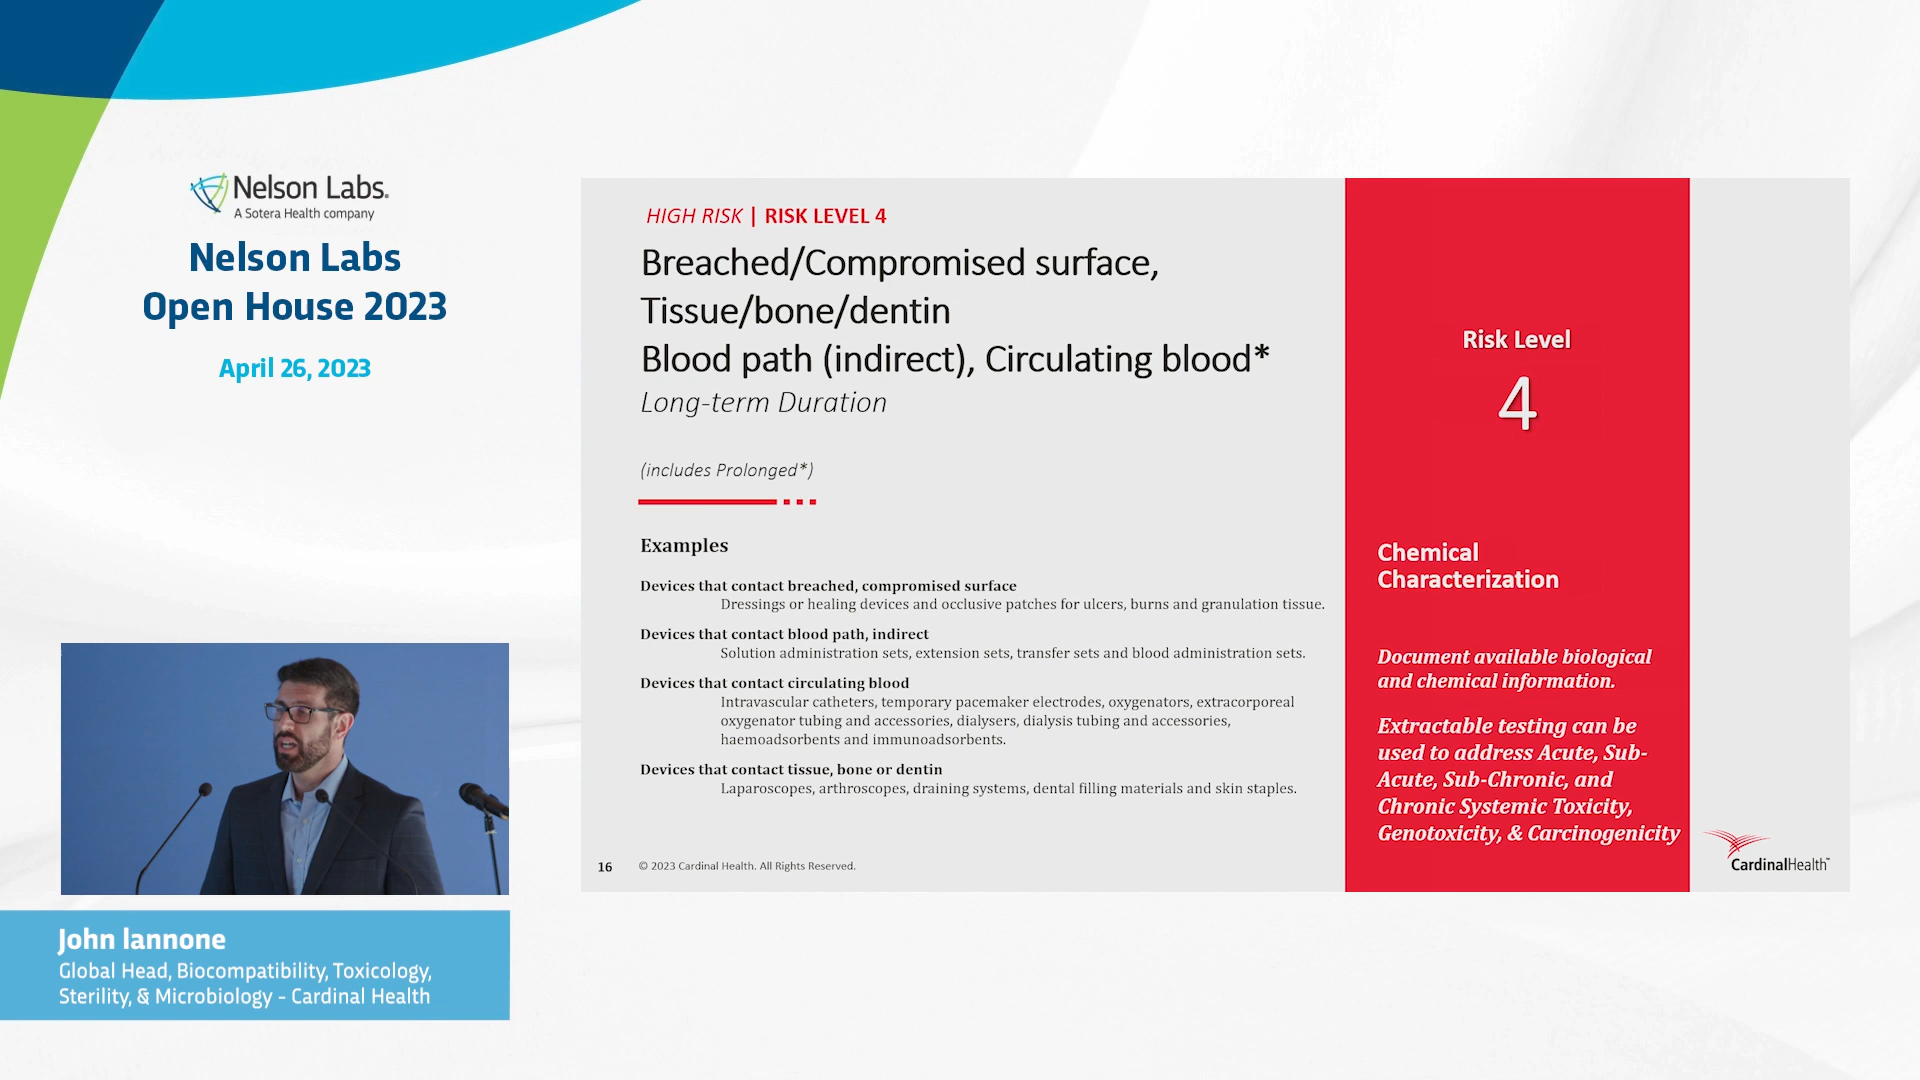 Nelson Labs.
A Sotera Health company
Nelson Labs
Open House 2023
April 26, 2023
John Iannone
Global Head, Biocompatibility, Toxicology,
Sterility, & Microbiology - Cardinal Health
HIGH RISK | RISK LEVEL 4
Breached/Compromised surface,
Tissue/bone/dentin
Blood path (indirect), Circulating blood*
Long-term Duration
(includes Prolonged*)
Examples
Devices that contact breached, compromised surface
Dressings or healing devices and occlusive patches for ulcers, burns and granulation tissue.
Devices that contact blood path, indirect
Solution administration sets, extension sets, transfer sets and blood administration sets.
Devices that contact circulating blood
Intravascular catheters, temporary pacemaker electrodes, oxygenators, extracorporeal
oxygenator tubing and accessories, dialysers, dialysis tubing and accessories,
haemoadsorbents and immunoadsorbents.
Devices that contact tissue, bone or dentin
Laparoscopes, arthroscopes, draining systems, dental filling materials and skin staples.
16 © 2023 Cardinal Health. All Rights Reserved.
Risk Level
4
Chemical
Characterization
Document available biological
and chemical information.
Extractable testing can be
used to address Acute, Sub-
Acute, Sub-Chronic, and
Chronic Systemic Toxicity,
Genotoxicity, & Carcinogenicity
CardinalHealth™